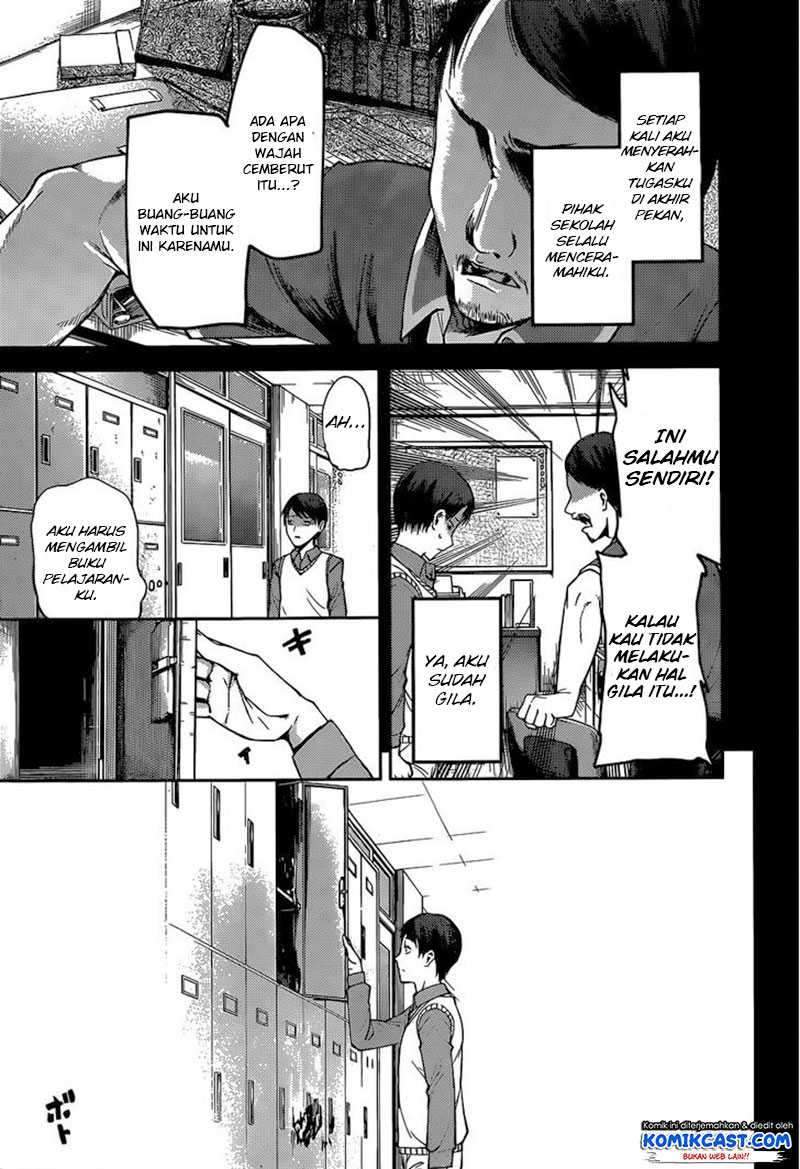 SETIAP
KALI AKU
MENYERAH-
KAN
TUGASKU
DI AKHIR
PEKAN,
PIHAK
SEKOLAH
SELALU
MENCERA-
MAHIKU.
ADA APA
DENGAN
WAJAH
CEMBERUT
ITU...?
AKU
BUANG-BUANG
WAKTU UNTUK
INI KARENAMU.
INI
SALAHMU
SENDIRI!
KALAU
KAU TIDAK
MELAKU-
KAN HAL
GILA ITU...!
YA, AKU
SUDAH
GILA.
AH...
AKU HARUS
MENGAMBIL
BUKU
PELAJARAN-
KU.
キ
イ
ボト
Komik ini diterjemahkan & diedit oleh
KOMIKCAST.COM
BUKAN WEB LAIN!!